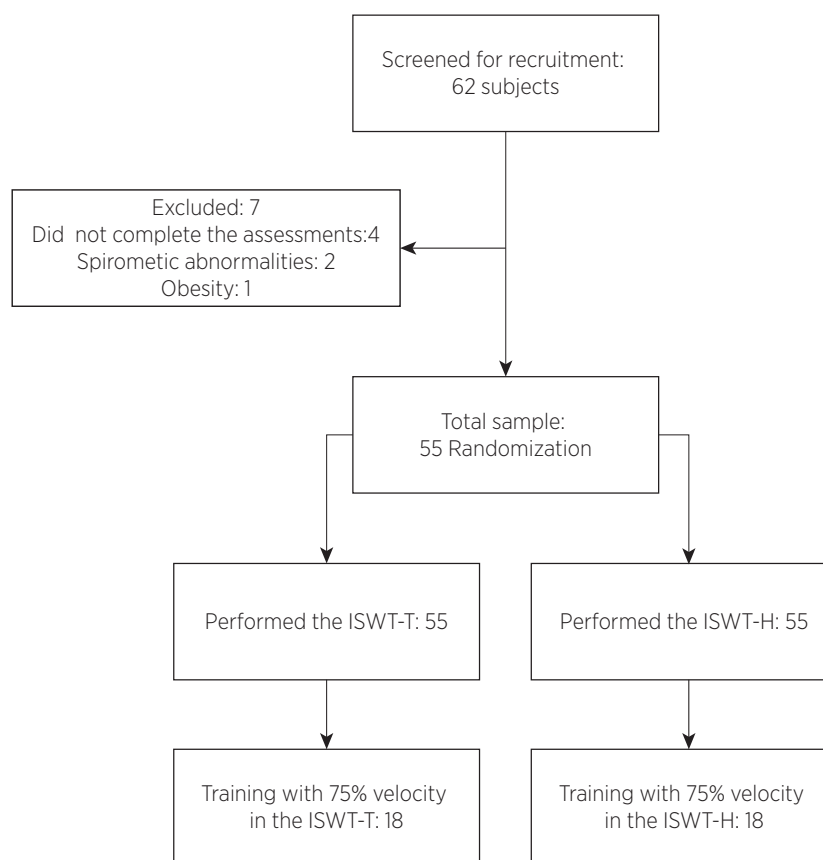 Screened for recruitment:
62 subjects
Excluded: 7
Did not complete the assessments:4
Spirometic abnormalities: 2
Obesity: 1
Total sample:
55 Randomization
Performed the ISWT-T: 55
Performed the ISWT-H: 55
Training with 75% velocity
in the ISWT-T: 18
Training with 75% velocity
in the ISWT-H: 18